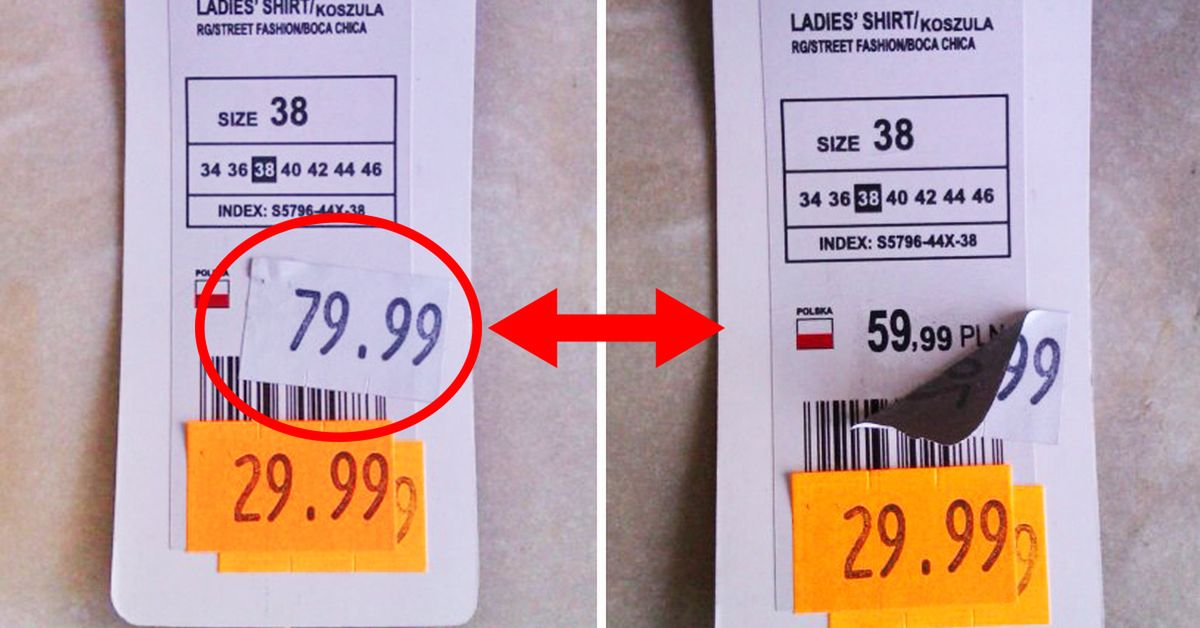 LADIES' SHIRT/KOSZULA
RG/STREET FASHION/BOCA CHICA
SIZE 38
34 36 38 40 42 44 46
INDEX: S5796-44X-38
POLSKA
79.99
29.99
9
LADIES' SHIRT/KOSZULA
RG/STREET FASHION/BOCA CHICA
SIZE 38
34 36 38 40 42 44 46
INDEX: S5796-44X-38
POLSKA
59,99 PLN
99
29.99
9